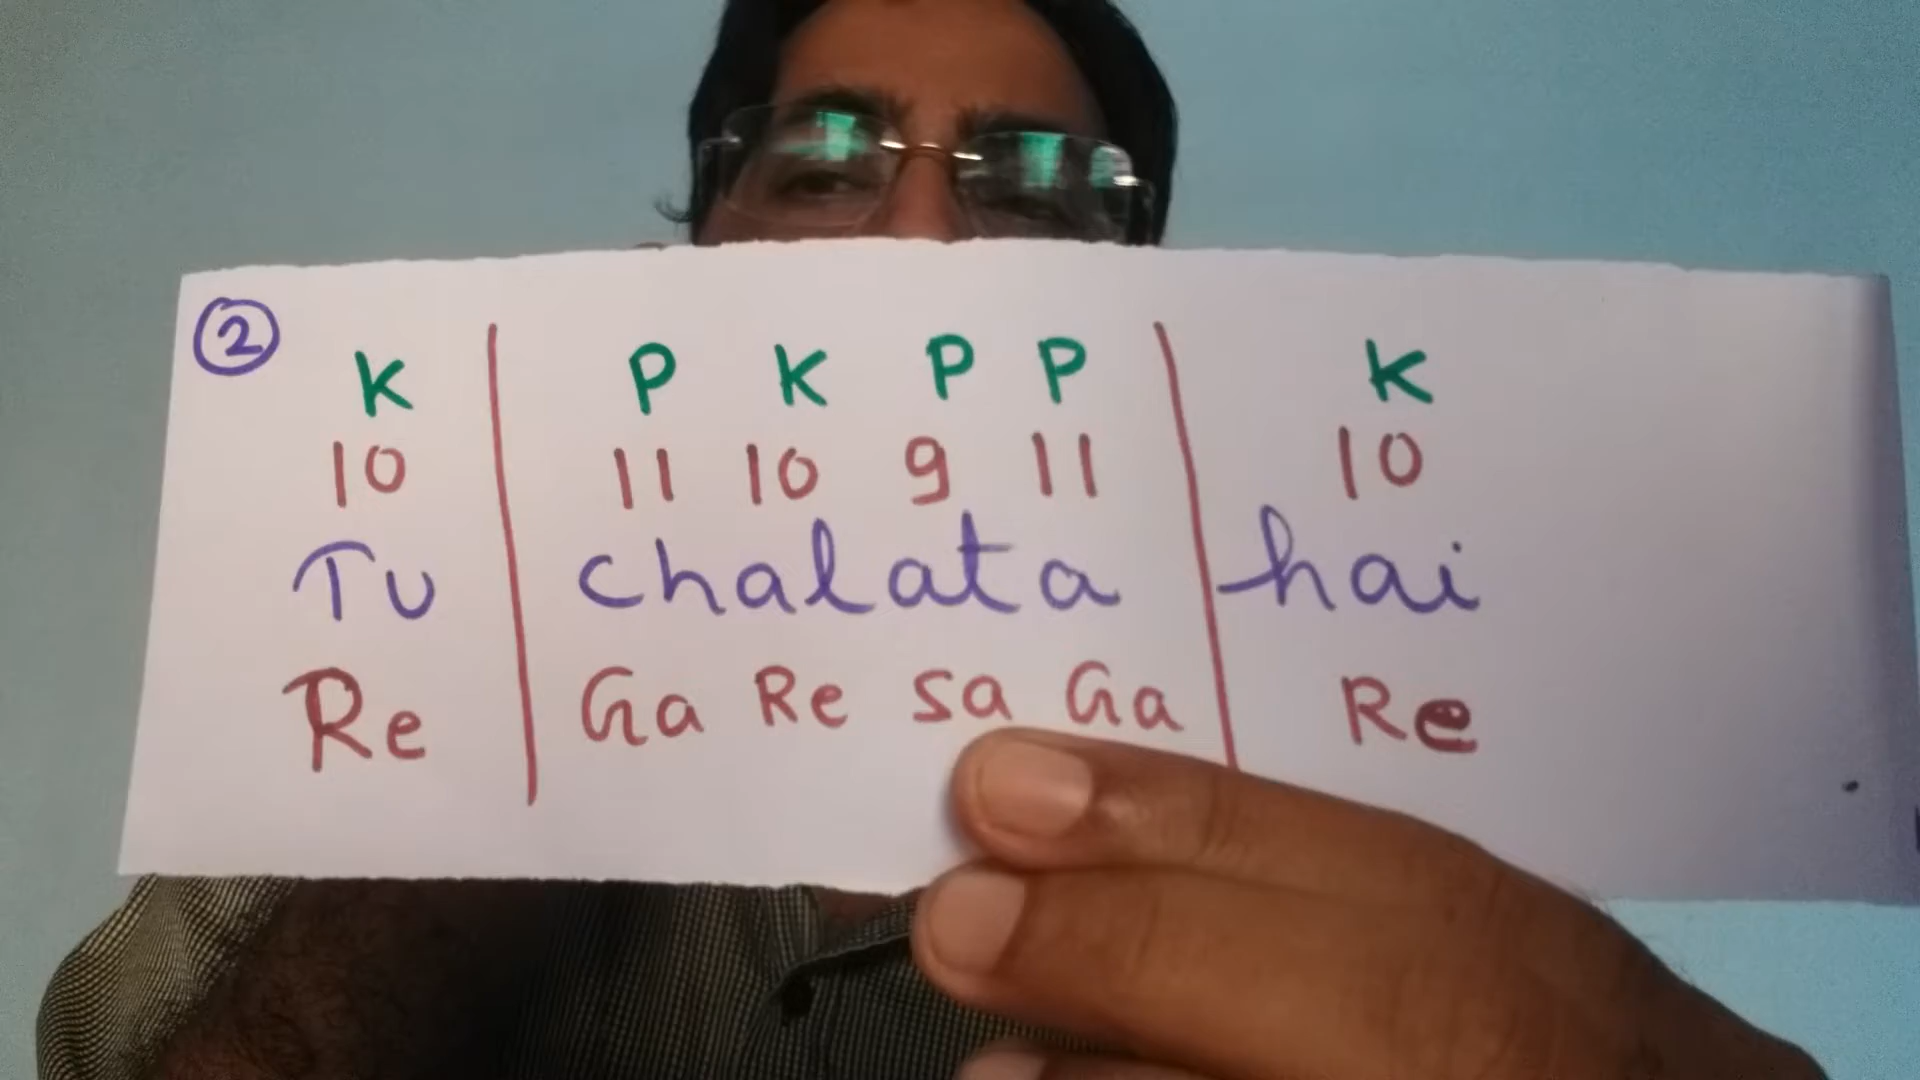 2
K | P K P P | K
10 | 11 10 9 11 | 10
Tu | chalata | hai
Re | Ga Re Sa Ga | Re